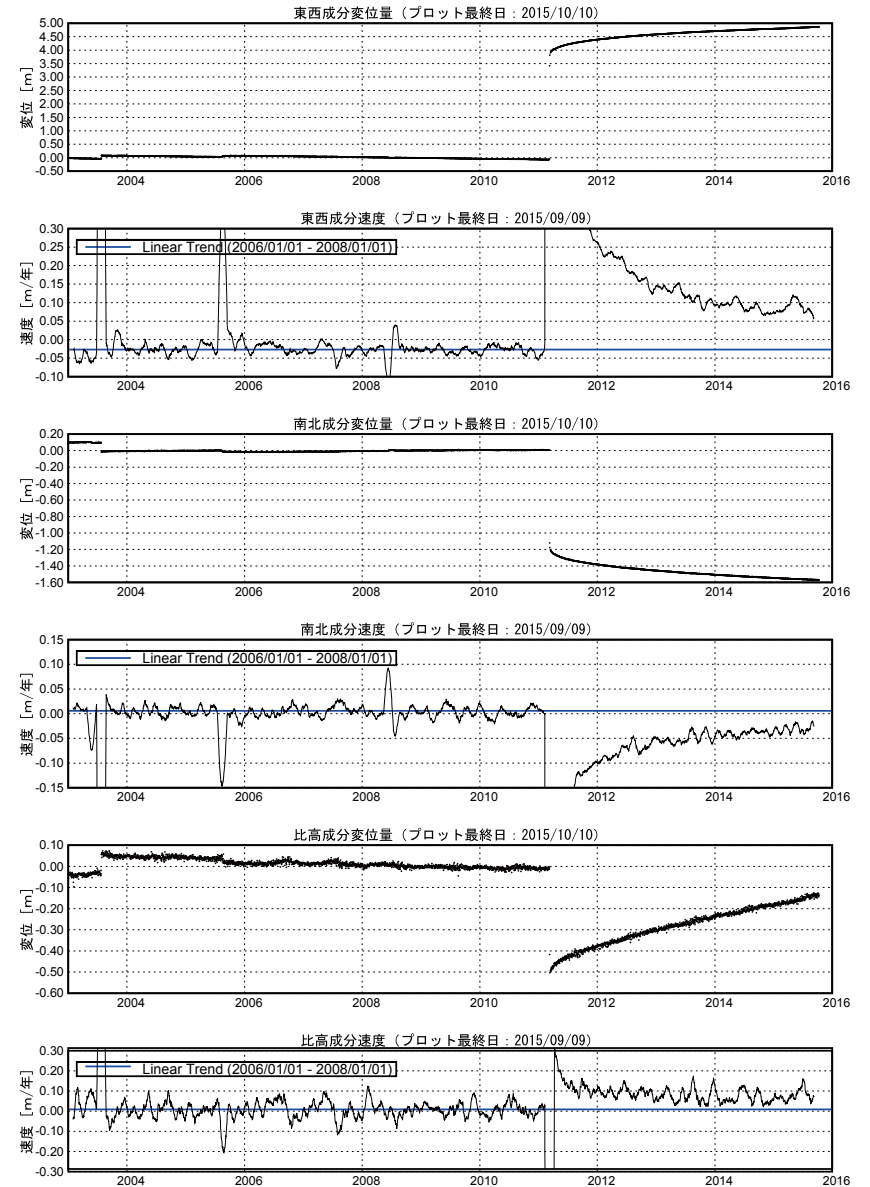 東西成分変位量（プロット最終日：2015/10/10）
変位 [m]
5.00
4.50
4.00
3.50
3.00
2.50
2.00
1.50
1.00
0.50
0.00
-0.50
2004 2006 2008 2010 2012 2014 2016
東西成分速度（プロット最終日：2015/09/09）
速度 [m/年]
0.30
0.25
0.20
0.15
0.10
0.05
0.00
-0.05
-0.10
Linear Trend (2006/01/01 - 2008/01/01)
2004 2006 2008 2010 2012 2014 2016
南北成分変位量（プロット最終日：2015/10/10）
変位 [m]
0.20
0.00
-0.20
-0.40
-0.60
-0.80
-1.00
-1.20
-1.40
-1.60
2004 2006 2008 2010 2012 2014 2016
南北成分速度（プロット最終日：2015/09/09）
速度 [m/年]
0.15
0.10
0.05
0.00
-0.05
-0.10
-0.15
Linear Trend (2006/01/01 - 2008/01/01)
2004 2006 2008 2010 2012 2014 2016
比高成分変位量（プロット最終日：2015/10/10）
変位 [m]
0.10
0.00
-0.10
-0.20
-0.30
-0.40
-0.50
-0.60
2004 2006 2008 2010 2012 2014 2016
比高成分速度（プロット最終日：2015/09/09）
速度 [m/年]
0.30
0.20
0.10
0.00
-0.10
-0.20
-0.30
Linear Trend (2006/01/01 - 2008/01/01)
2004 2006 2008 2010 2012 2014 2016